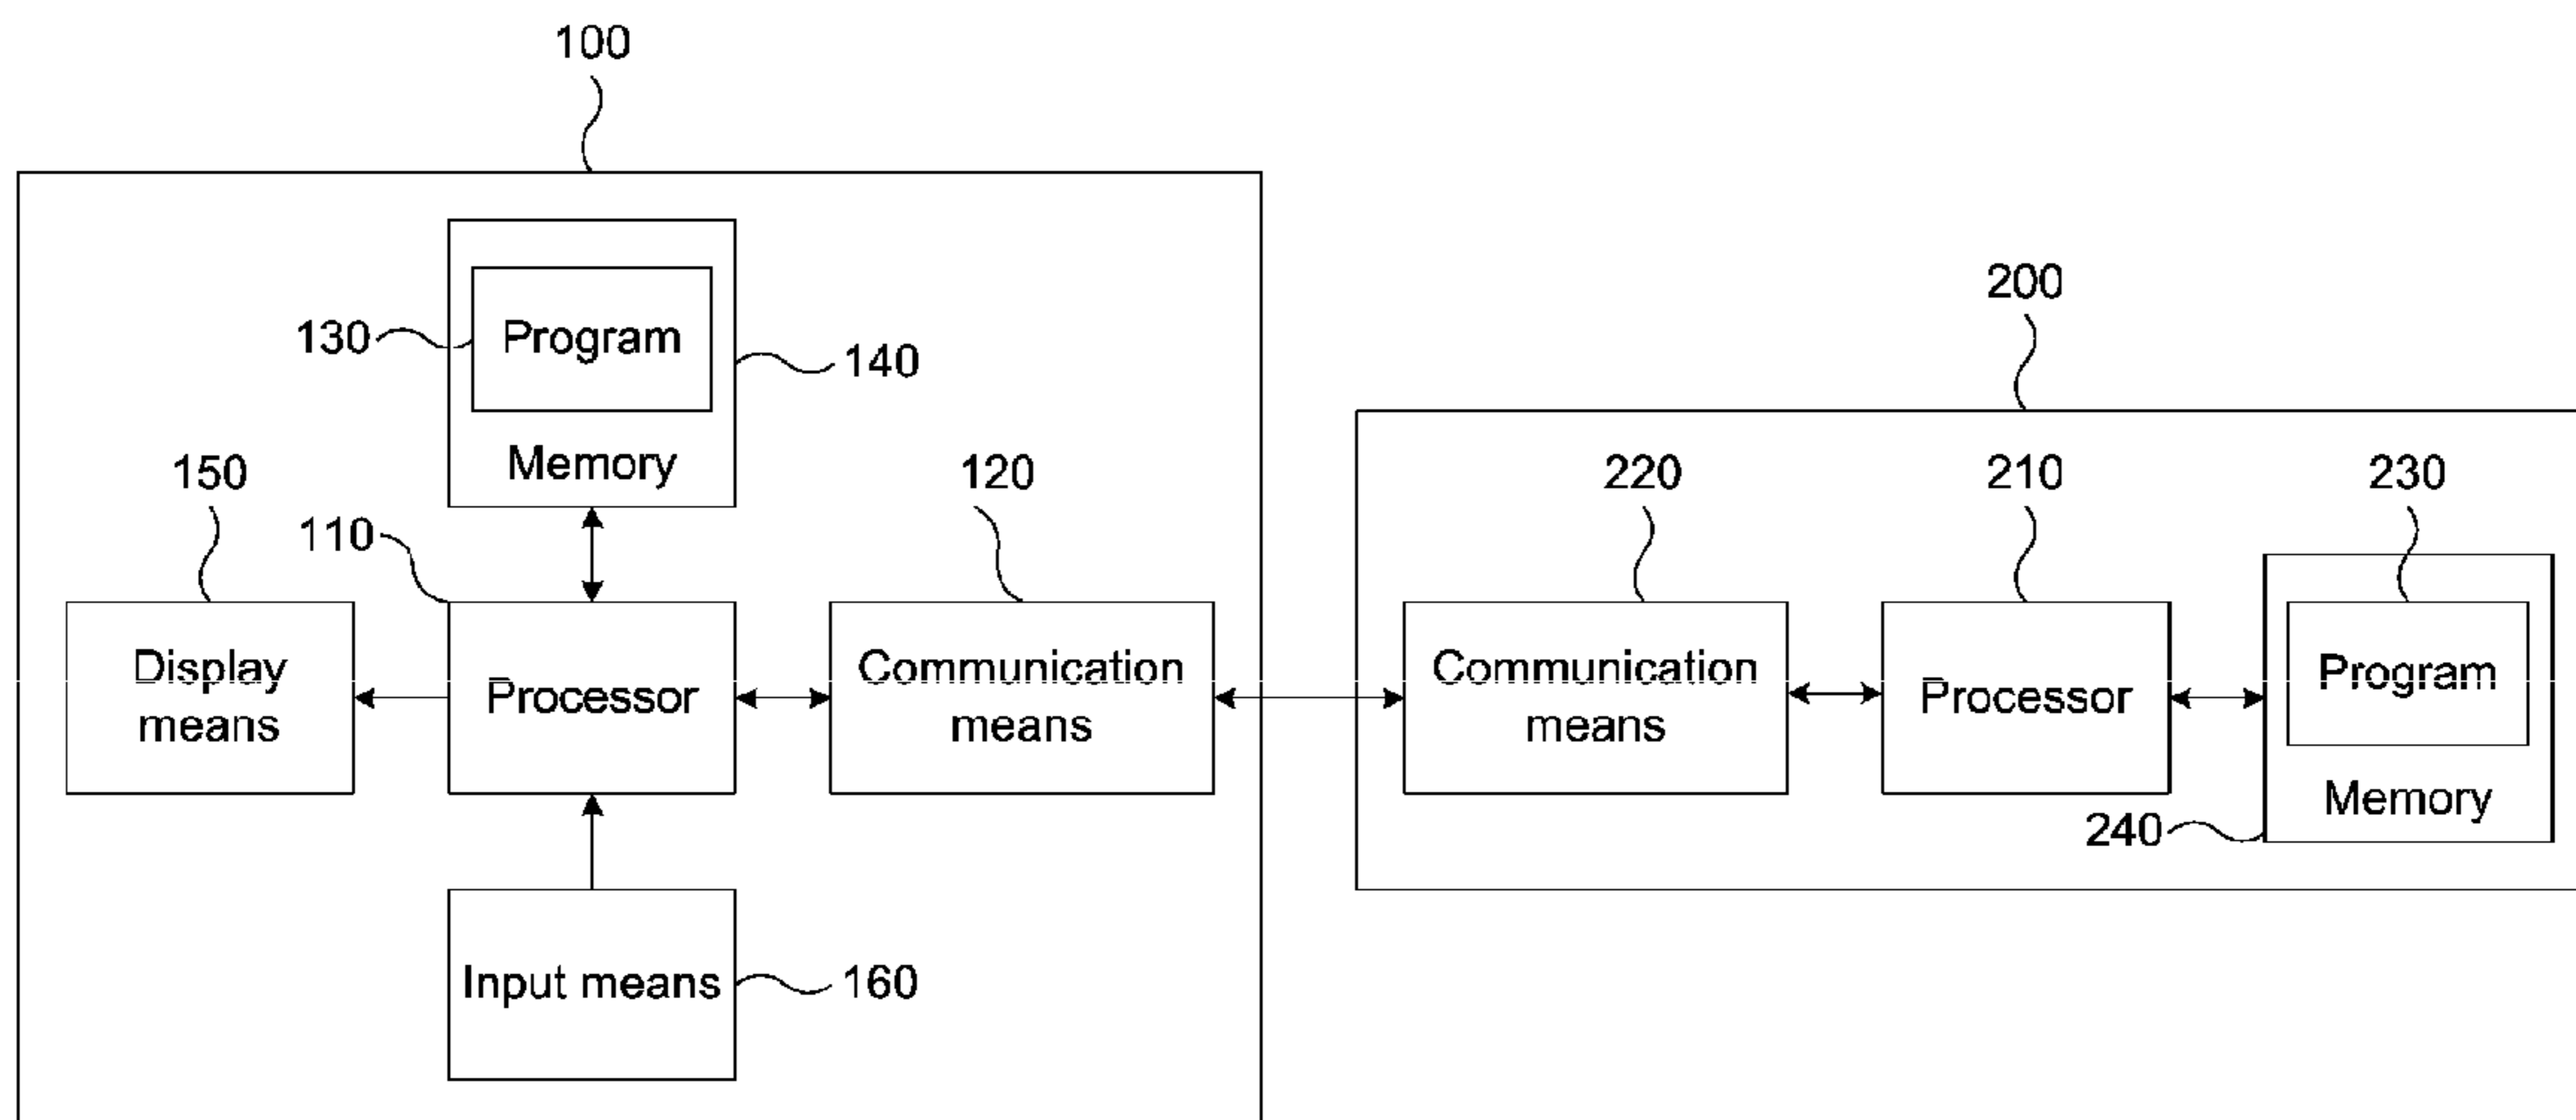 100
130
Program
140
Memory
150
110
120
Display
means
Processor
Communication
means
Input means
160
200
220
210
230
Communication
means
Processor
Program
Memory
240